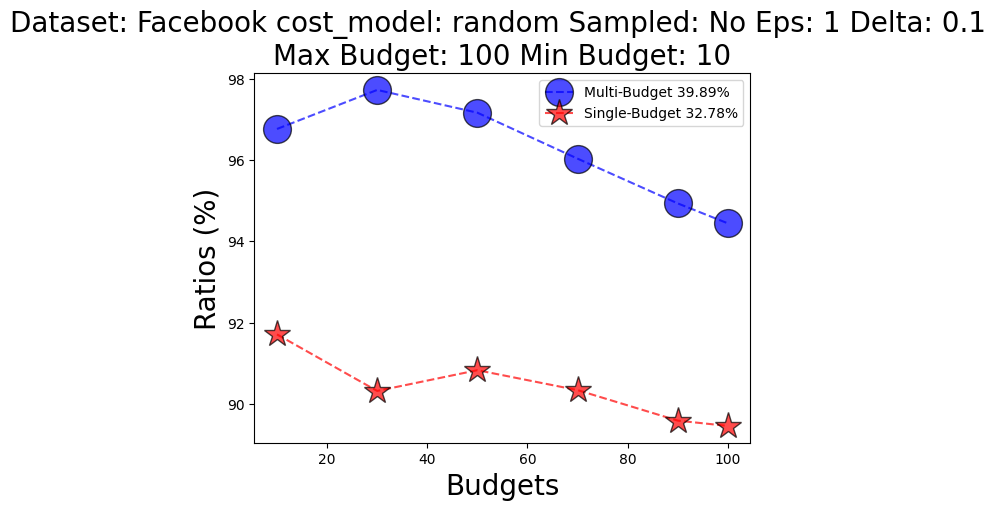 Dataset: Facebook cost_model: random Sampled: No Eps: 1 Delta: 0.1
Max Budget: 100 Min Budget: 10
98
96
94
92
90
Ratios (%)
Multi-Budget 39.89%
Single-Budget 32.78%
20 40 60 80 100
Budgets